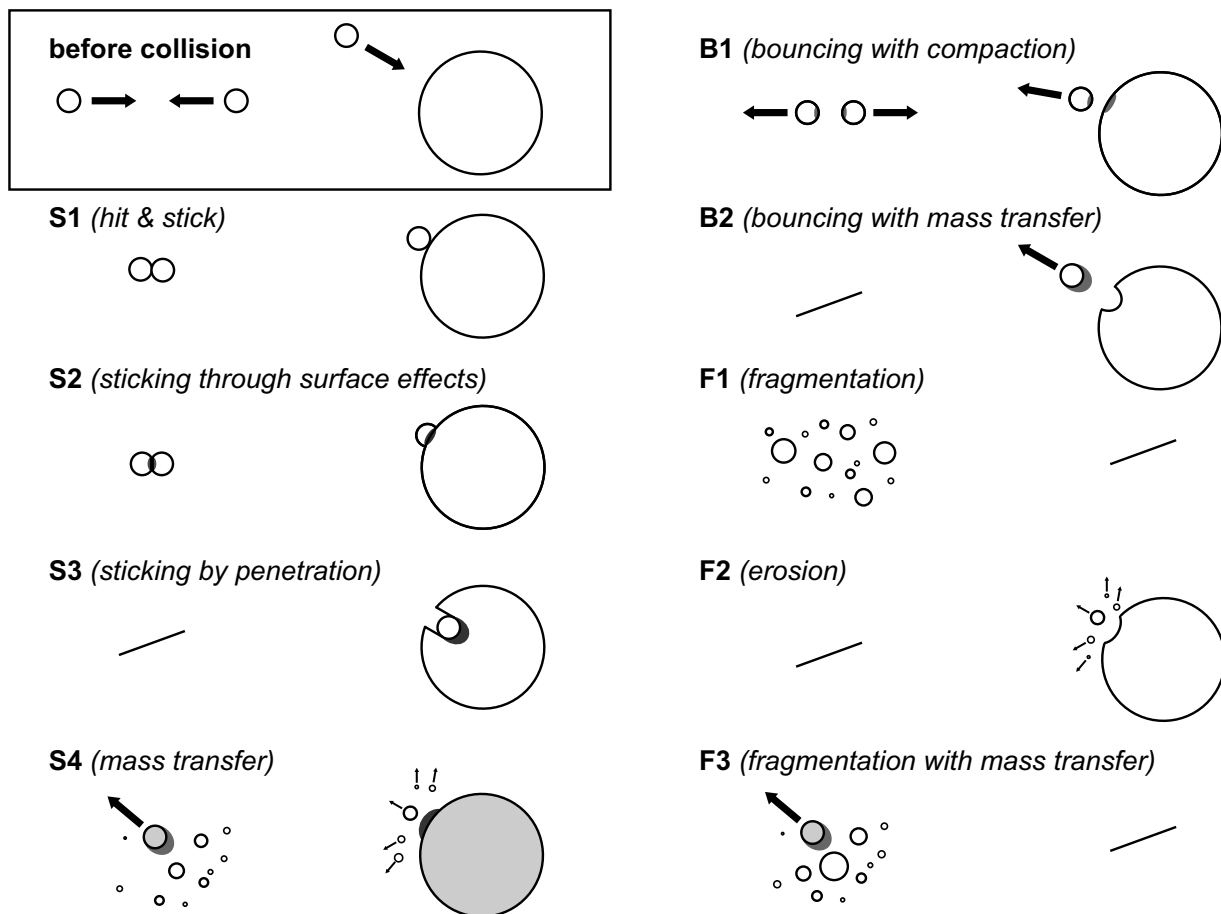 before collision
S1 (hit & stick)
S2 (sticking through surface effects)
S3 (sticking by penetration)
S4 (mass transfer)
B1 (bouncing with compaction)
B2 (bouncing with mass transfer)
F1 (fragmentation)
F2 (erosion)
F3 (fragmentation with mass transfer)